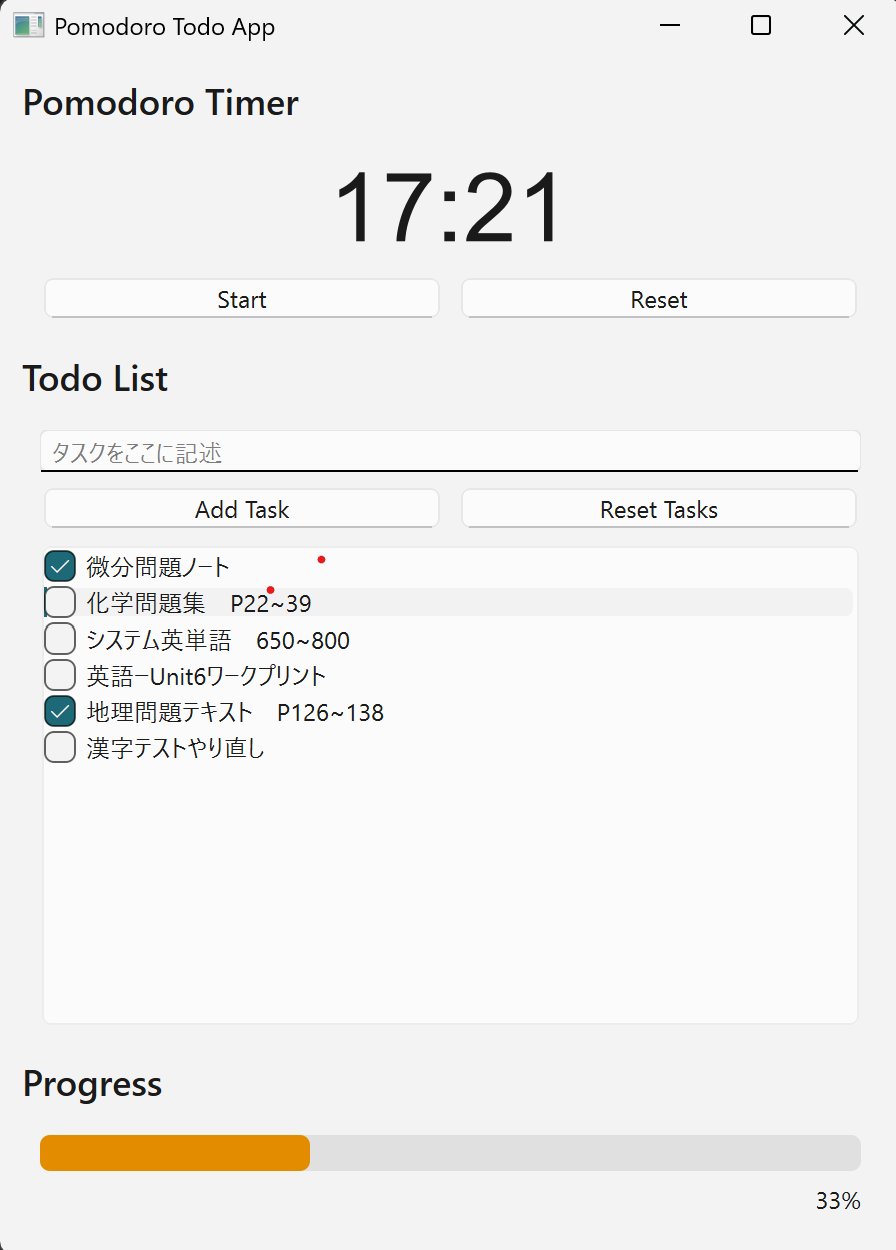 Pomodoro Todo App
Pomodoro Timer
17:21
Start Reset
Todo List
タスクをここに記述
Add Task Reset Tasks
微分問題ノート
化学問題集　P22~39
システム英単語　650~800
英語ーUnit6ワークプリント
地理問題テキスト　P126~138
漢字テストやり直し
Progress
33%